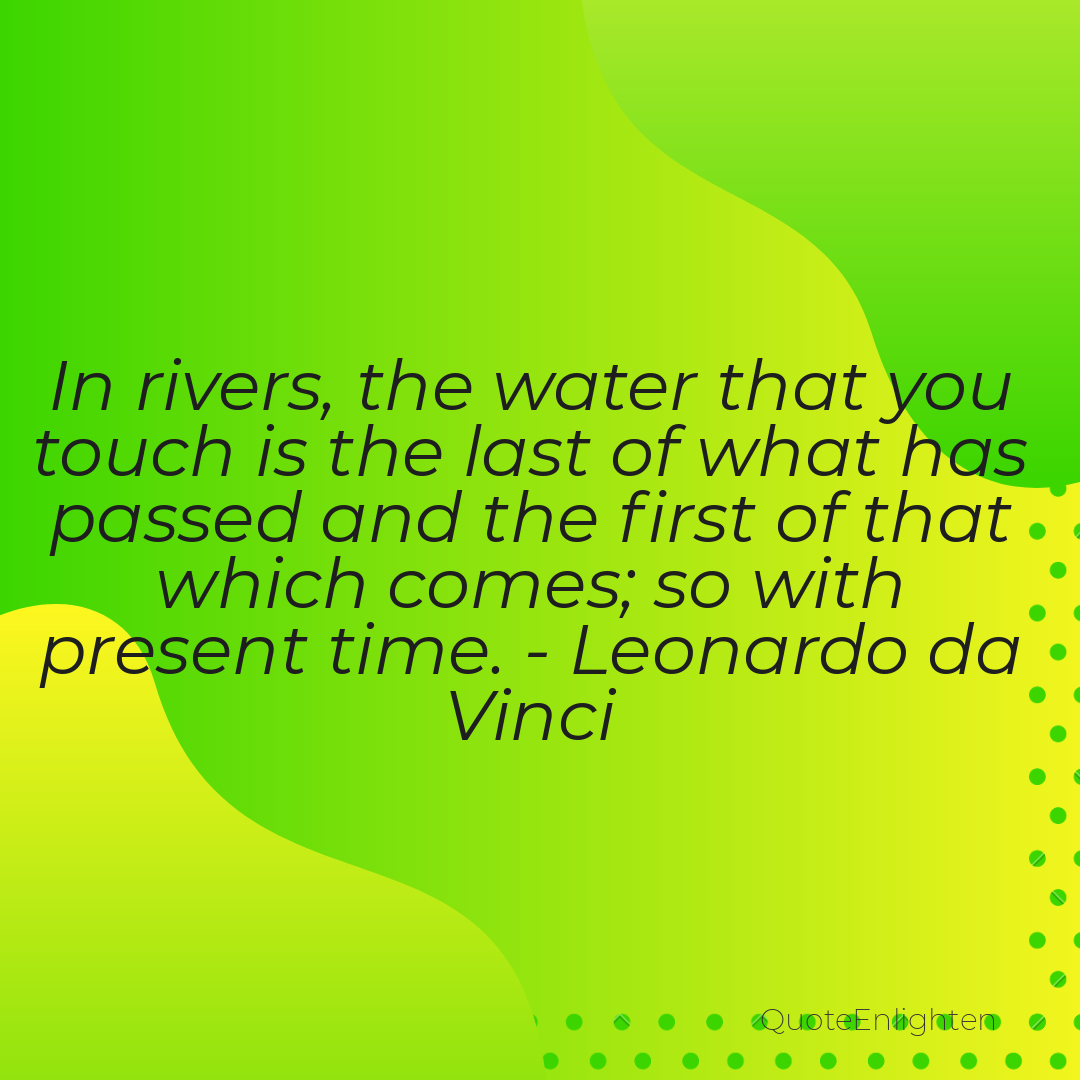 In rivers, the water that you
touch is the last of what has
passed and the first of that
which comes; so with
present time. - Leonardo da
Vinci
QuoteEnlighten